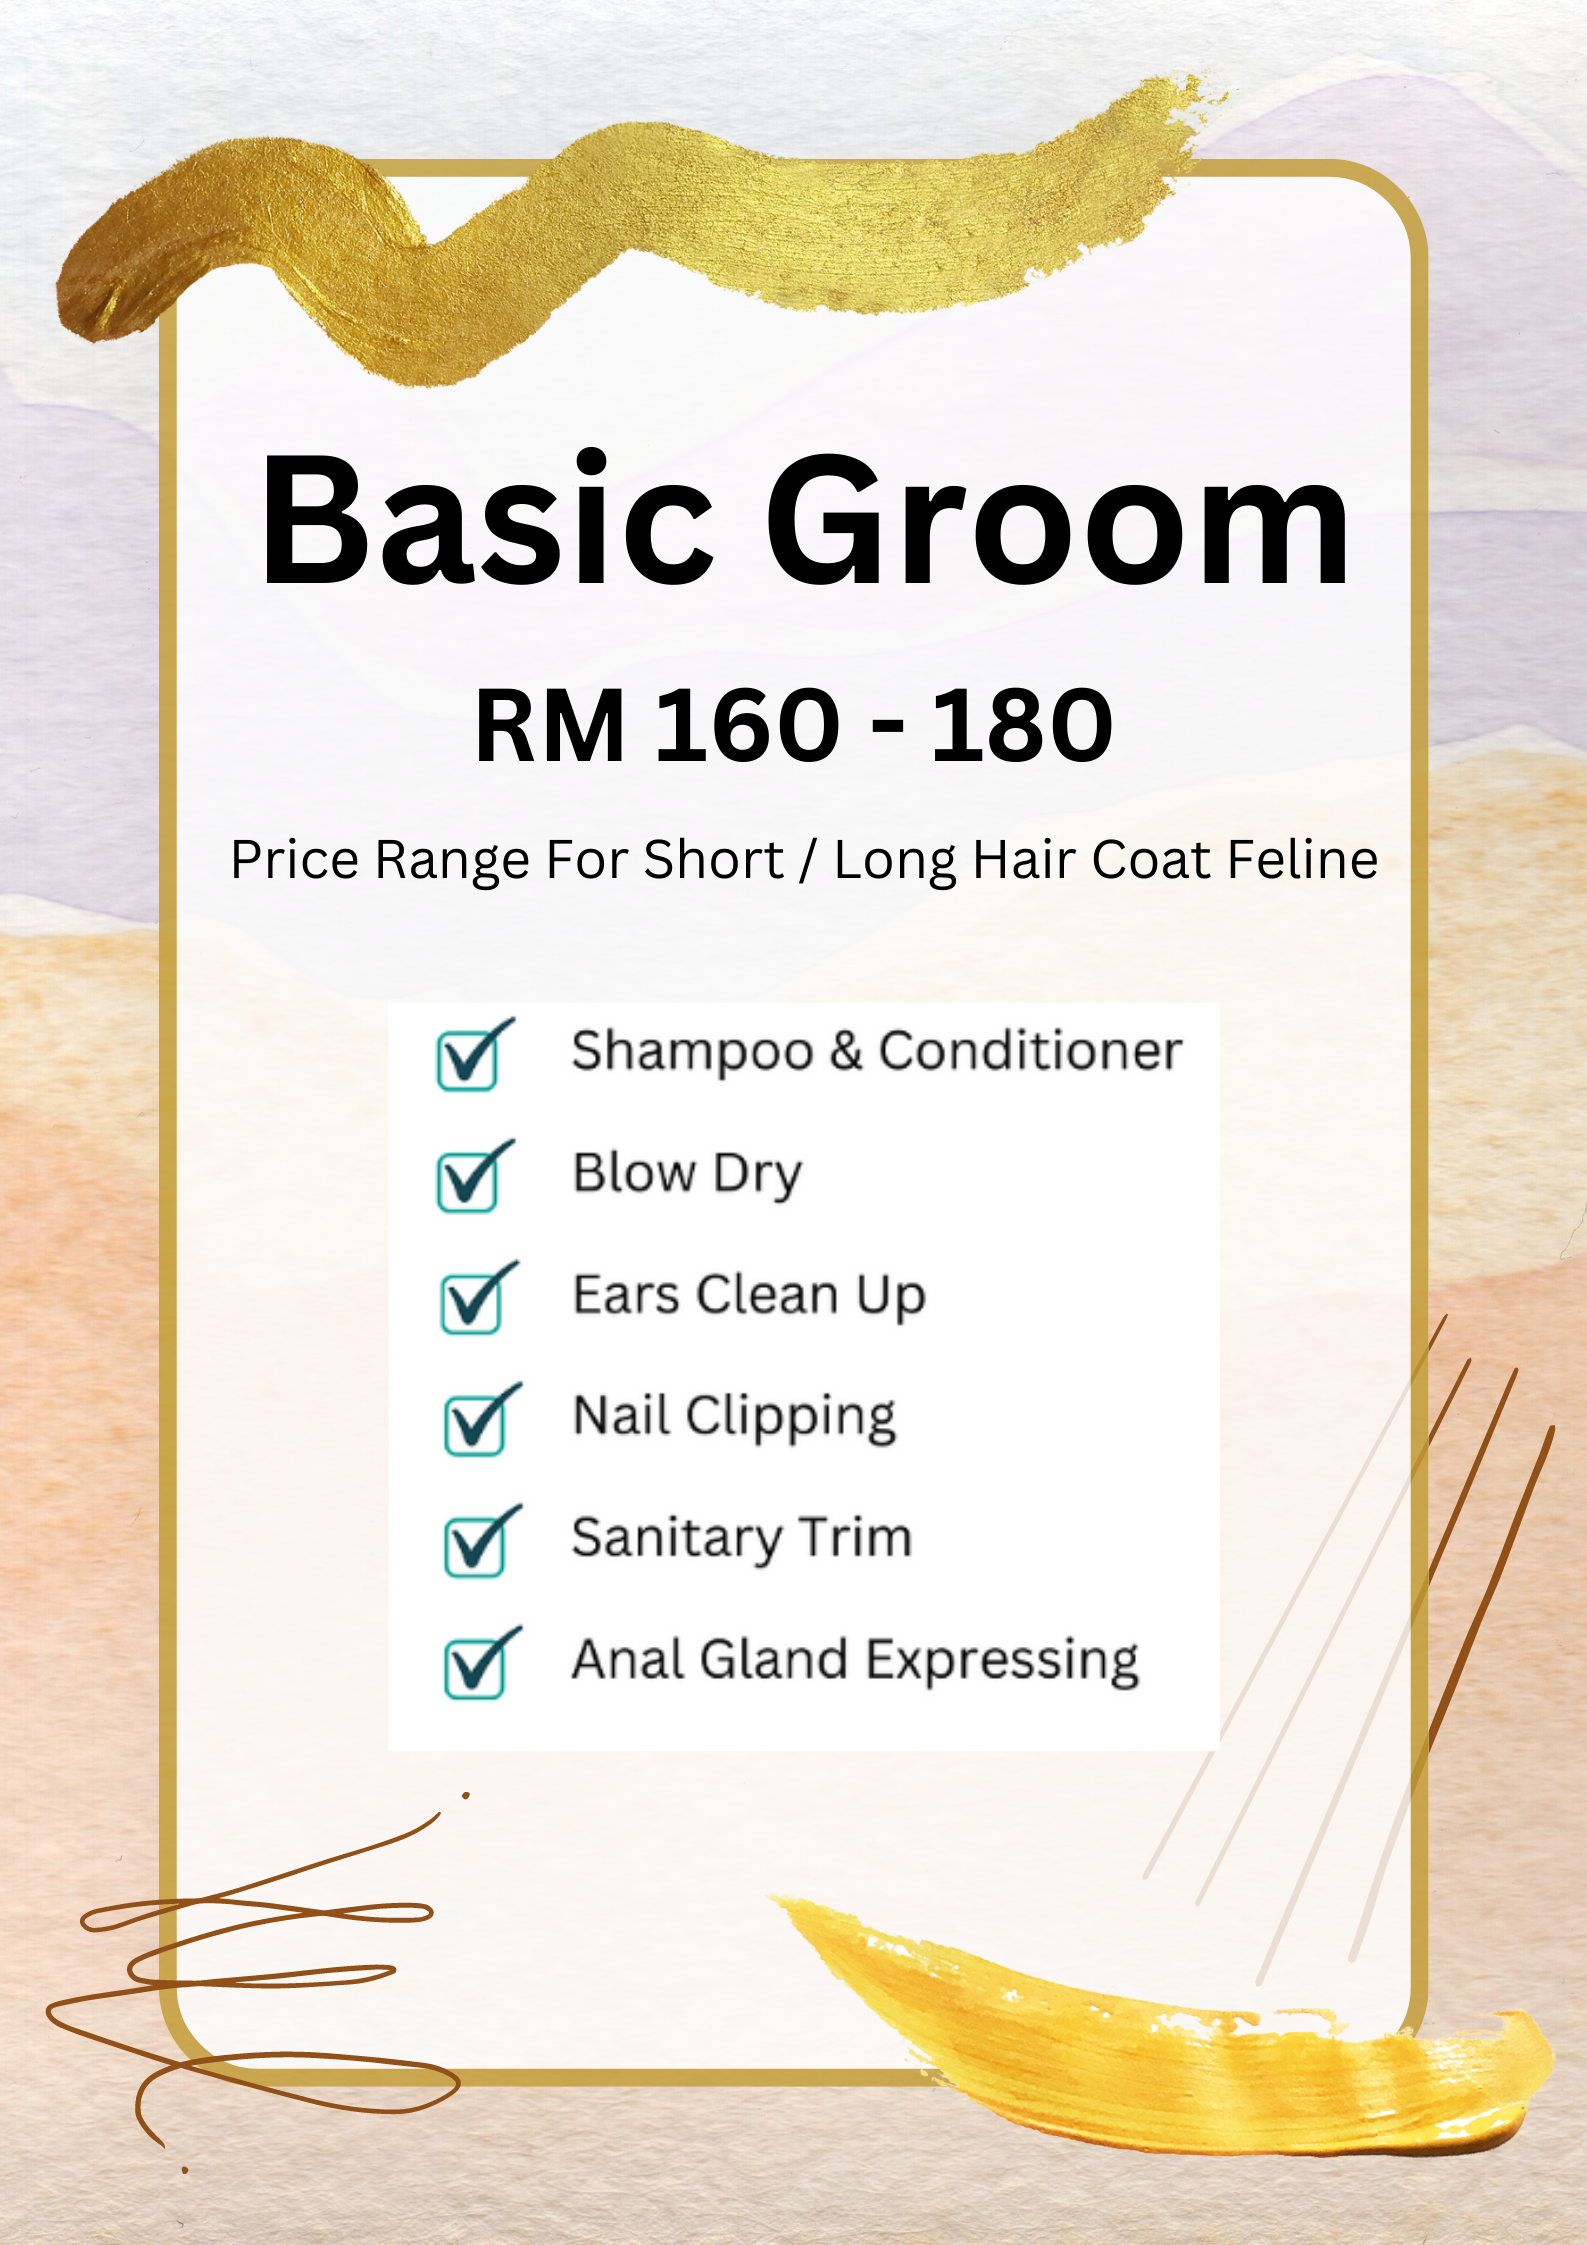 Basic Groom
RM 160 - 180
Price Range For Short / Long Hair Coat Feline
Shampoo & Conditioner
Blow Dry
Ears Clean Up
Nail Clipping
Sanitary Trim
Anal Gland Expressing